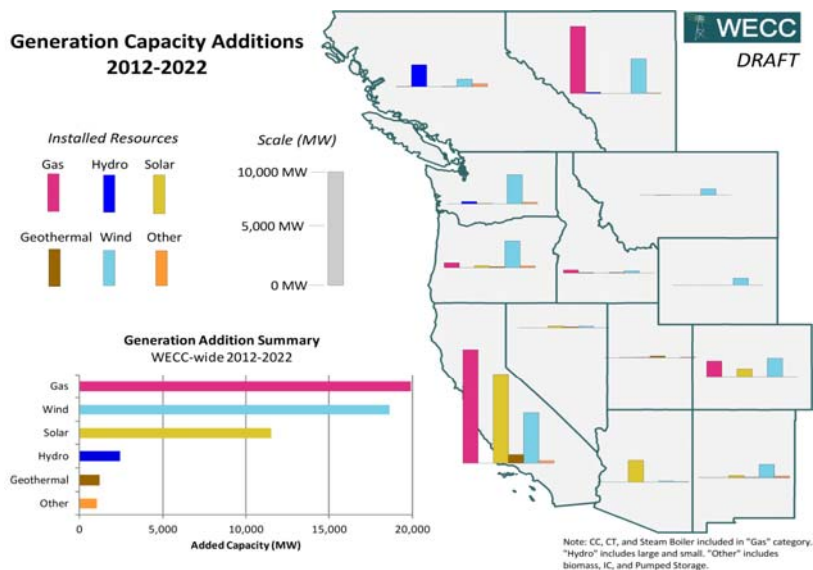 Generation Capacity Additions
2012-2022
WECC
DRAFT
Installed Resources
Gas Hydro Solar
Geothermal Wind Other
Scale (MW)
10,000 MW
5,000 MW
0 MW
Generation Addition Summary
WECC-wide 2012-2022
Gas
Wind
Solar
Hydro
Geothermal
Other
0 5,000 10,000 15,000 20,000
Added Capacity (MW)
Note: CC, CT, and Steam Boiler included in "Gas" category.
"Hydro" includes large and small. "Other" includes
biomass, IC, and Pumped Storage.